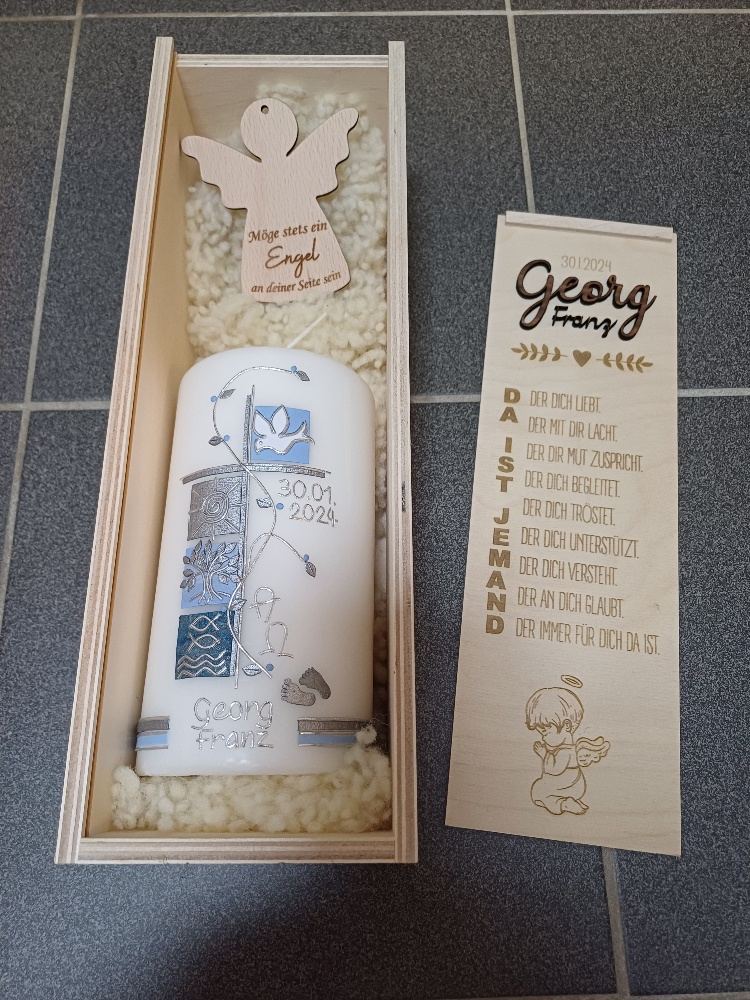 Möge stets ein
Engel
an deiner Seite sein
30.01.
2024
Α
Ω
Georg
Franz
30.1.2024
Georg
Franz
DA IST JEMAND
DER DICH LIEBT.
DER MIT DIR LACHT.
DER DIR MUT ZUSPRICHT.
DER DICH BEGLEITET.
DER DICH TRÖSTET.
DER DICH UNTERSTÜTZT.
DER DICH VERSTEHT.
DER AN DICH GLAUBT.
DER IMMER FÜR DICH DA IST.